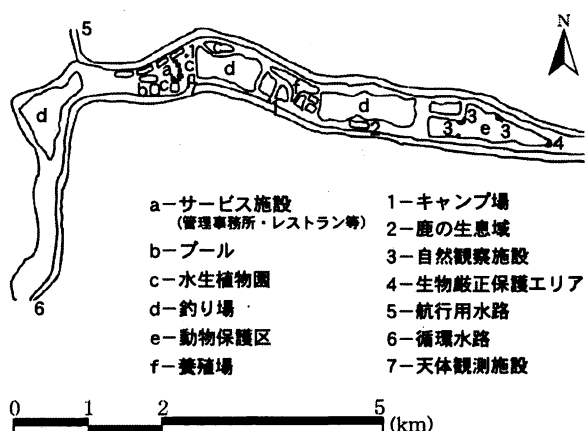 5
N
1
a
c
c
d
b
c
f
d
d
2
3
3
3
e
4
6
a－サービス施設
(管理事務所・レストラン等)
b－プール
c－水生植物園
d－釣り場
e－動物保護区
f－養殖場
1－キャンプ場
2－鹿の生息域
3－自然観察施設
4－生物厳正保護エリア
5－航行用水路
6－循環水路
7－天体観測施設
0 1 2 5 (km)